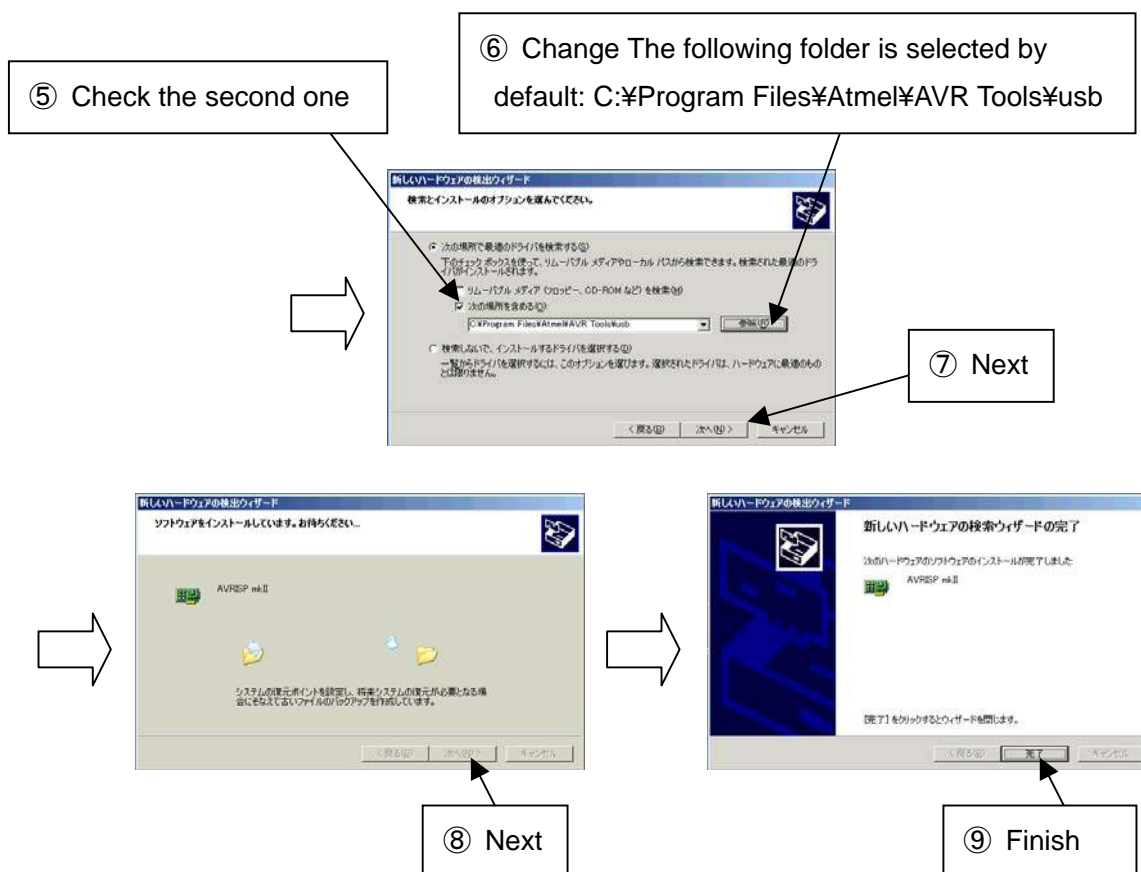 ⑥ Change The following folder is selected by
default: C:¥Program Files¥Atmel¥AVR Tools¥usb
⑤ Check the second one
新しいハードウェアの検出ウィザード
検索とインストールのオプションを選んでください。
次の場所で最適のドライバを検索する(S)
下のチェック ボックスを使って、リムーバブル メディアやローカル パスから検索できます。検索された最適のドラ
イバがインストールされます。
リムーバブル メディア (フロッピー、CD-ROM など) を検索(M)
次の場所を含める(O):
C:¥Program Files¥Atmel¥AVR Tools¥usb
参照(R)
検索しないで、インストールするドライバを選択する(D)
一覧からドライバを選択するには、このオプションを選びます。選択されたドライバは、ハードウェアに最適のもの
とは限りません。
⑦ Next
< 戻る(B)
次へ(N) >
キャンセル
新しいハードウェアの検出ウィザード
ソフトウェアをインストールしています。お待ちください...
AVRISP mkII
システムの復元ポイントを設定し、将来システムの復元が必要となる場
合にそなえて古いファイルのバックアップを作成しています。
< 戻る(B)
次へ(N) >
キャンセル
⑧ Next
新しいハードウェアの検出ウィザード
新しいハードウェアの検索ウィザードの完了
次のハードウェアのソフトウェアのインストールが完了しました:
AVRISP mkII
[完了] をクリックするとウィザードを閉じます。
< 戻る(B)
完了
キャンセル
⑨ Finish